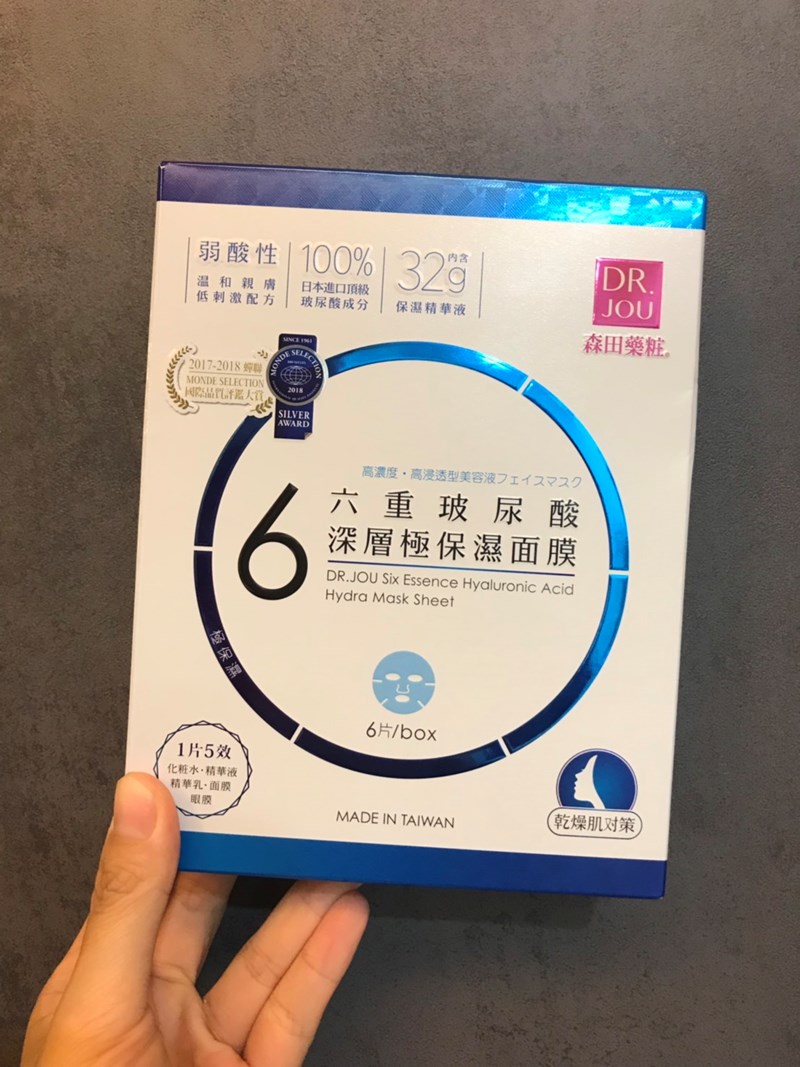 弱酸性
溫和親膚
低刺激配方
100%
日本進口頂級
玻尿酸成分
32g
內含
保濕精華液
DR.
JOU
森田藥粧®
2017-2018 蟬聯
MONDE SELECTION
國際品質評鑑大賞
SINCE 1961
MONDE SELECTION
2018
SILVER
AWARD
高濃度・高浸透型美容液フェイスマスク
6
六重玻尿酸
深層極保濕面膜
DR.JOU Six Essence Hyaluronic Acid
Hydra Mask Sheet
極保濕
6片/box
1片5效
化粧水・精華液
精華乳・面膜
眼膜
MADE IN TAIWAN
乾燥肌対策